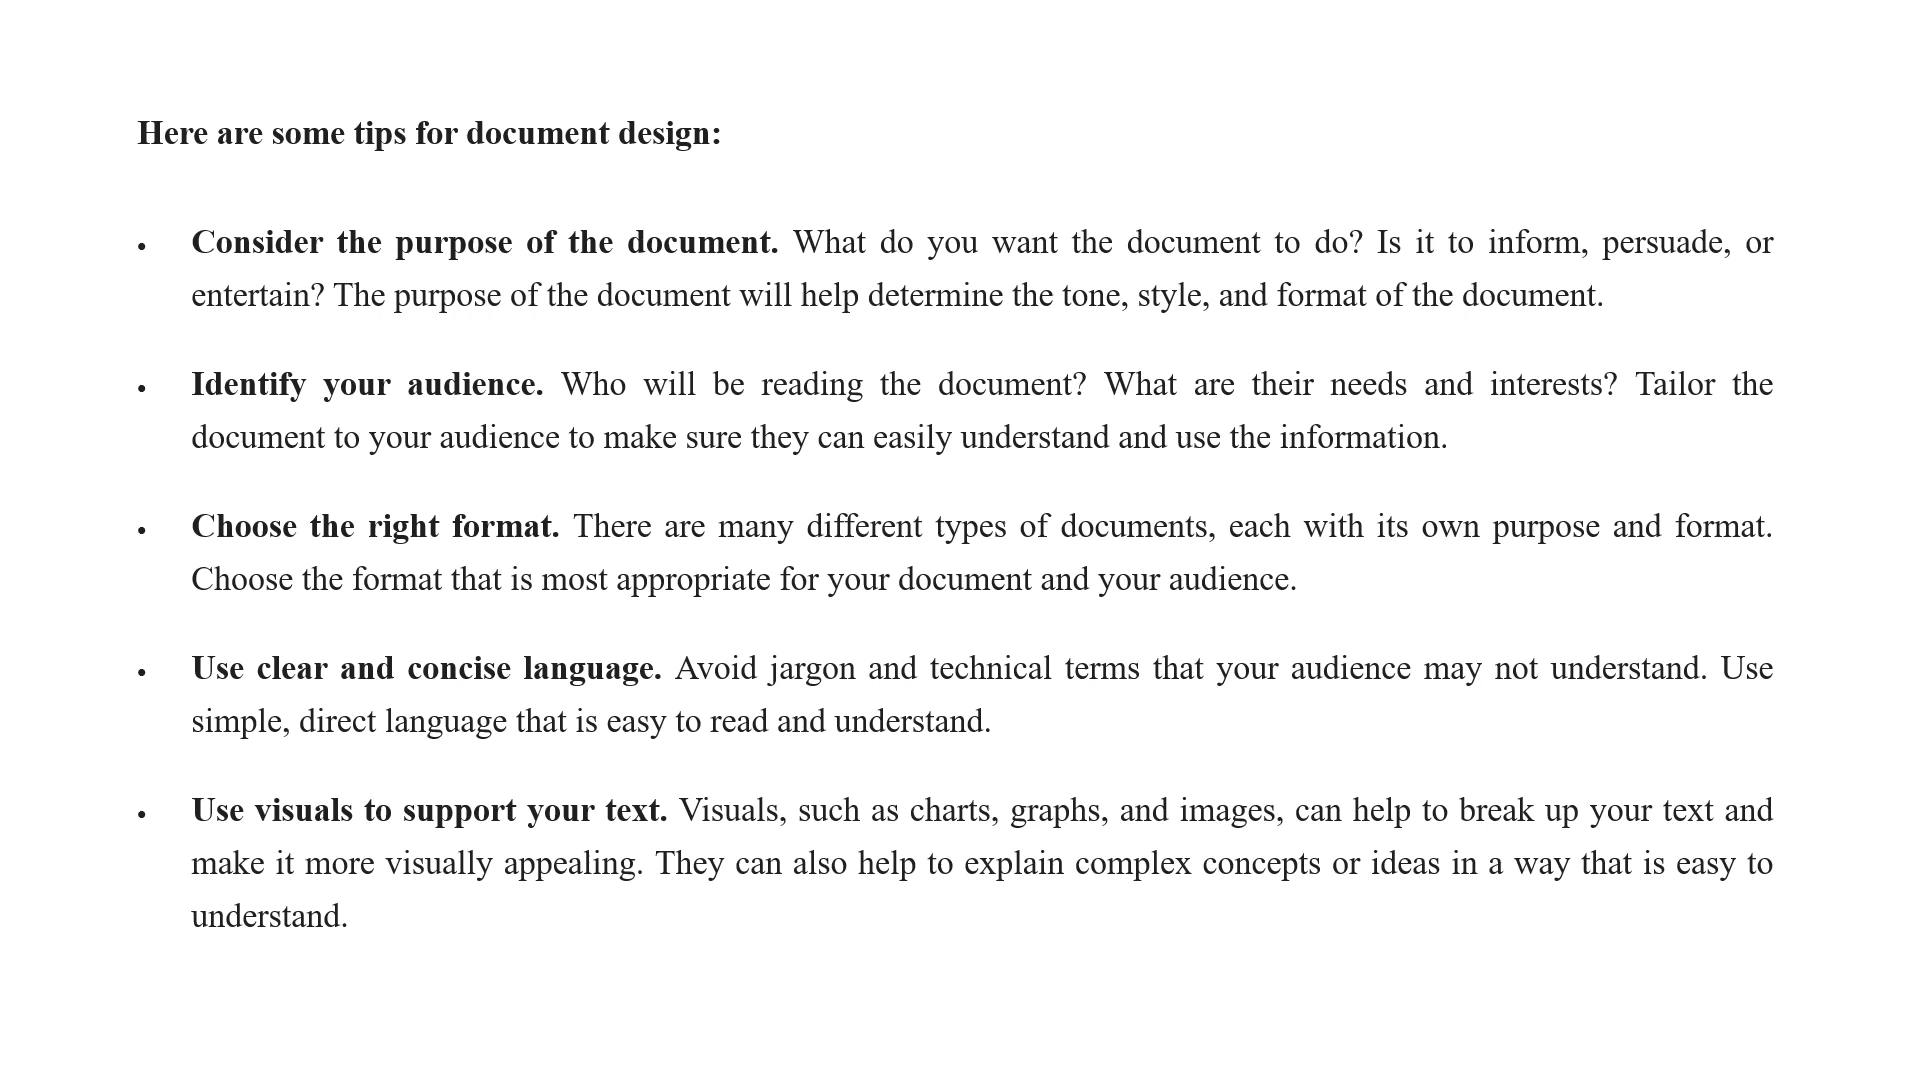 Here are some tips for document design:
• Consider the purpose of the document. What do you want the document to do? Is it to inform, persuade, or
entertain? The purpose of the document will help determine the tone, style, and format of the document.
• Identify your audience. Who will be reading the document? What are their needs and interests? Tailor the
document to your audience to make sure they can easily understand and use the information.
• Choose the right format. There are many different types of documents, each with its own purpose and format.
Choose the format that is most appropriate for your document and your audience.
• Use clear and concise language. Avoid jargon and technical terms that your audience may not understand. Use
simple, direct language that is easy to read and understand.
• Use visuals to support your text. Visuals, such as charts, graphs, and images, can help to break up your text and
make it more visually appealing. They can also help to explain complex concepts or ideas in a way that is easy to
understand.